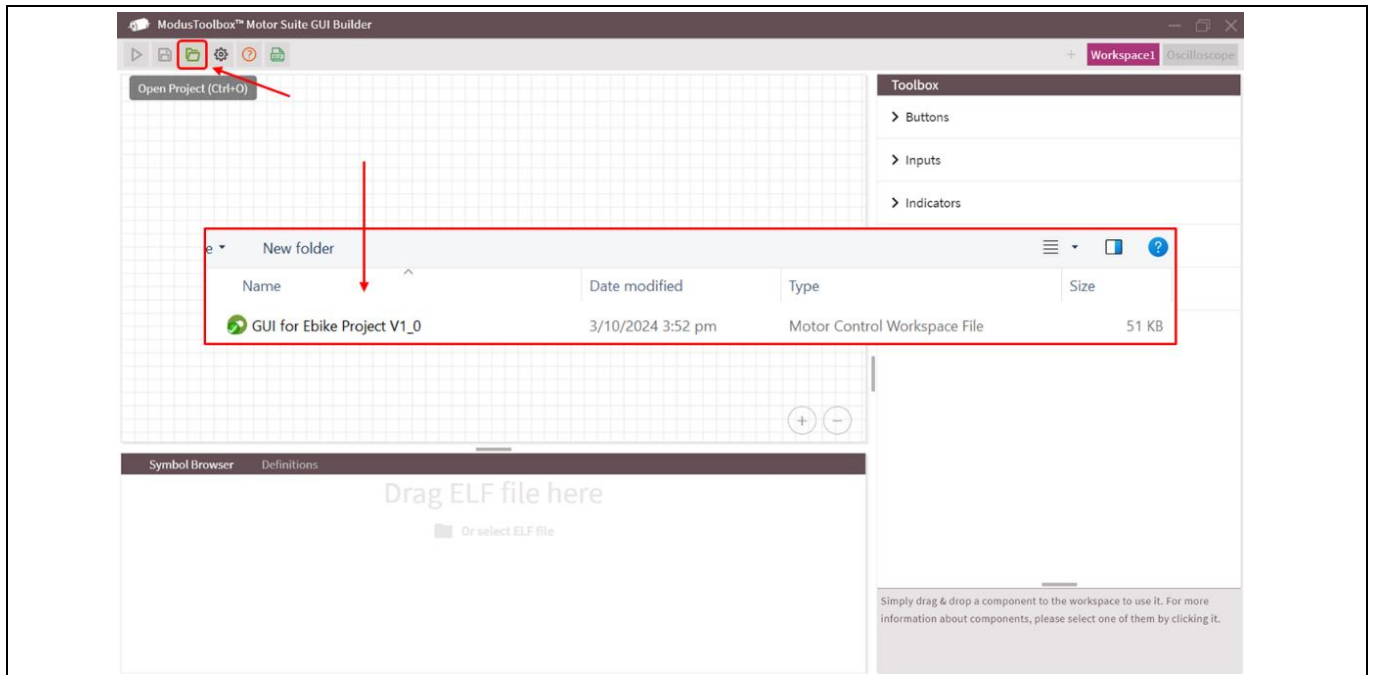 ModusToolbox™ Motor Suite GUI Builder
Workspace1 Oscilloscope
Open Project (Ctrl+O)
Toolbox
Buttons
Inputs
Indicators
e New folder
Name Date modified Type Size
GUI for Ebike Project V1_0 3/10/2024 3:52 pm Motor Control Workspace File 51 KB
Symbol Browser Definitions
Drag ELF file here
Or select ELF file
Simply drag & drop a component to the workspace to use it. For more
information about components, please select one of them by clicking it.